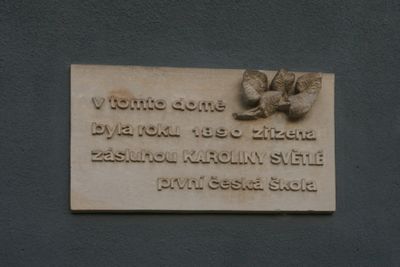 v tomto domě
byla roku 1890 zřízena
zásluhou KAROLINY SVĚTLÉ
první česká škola